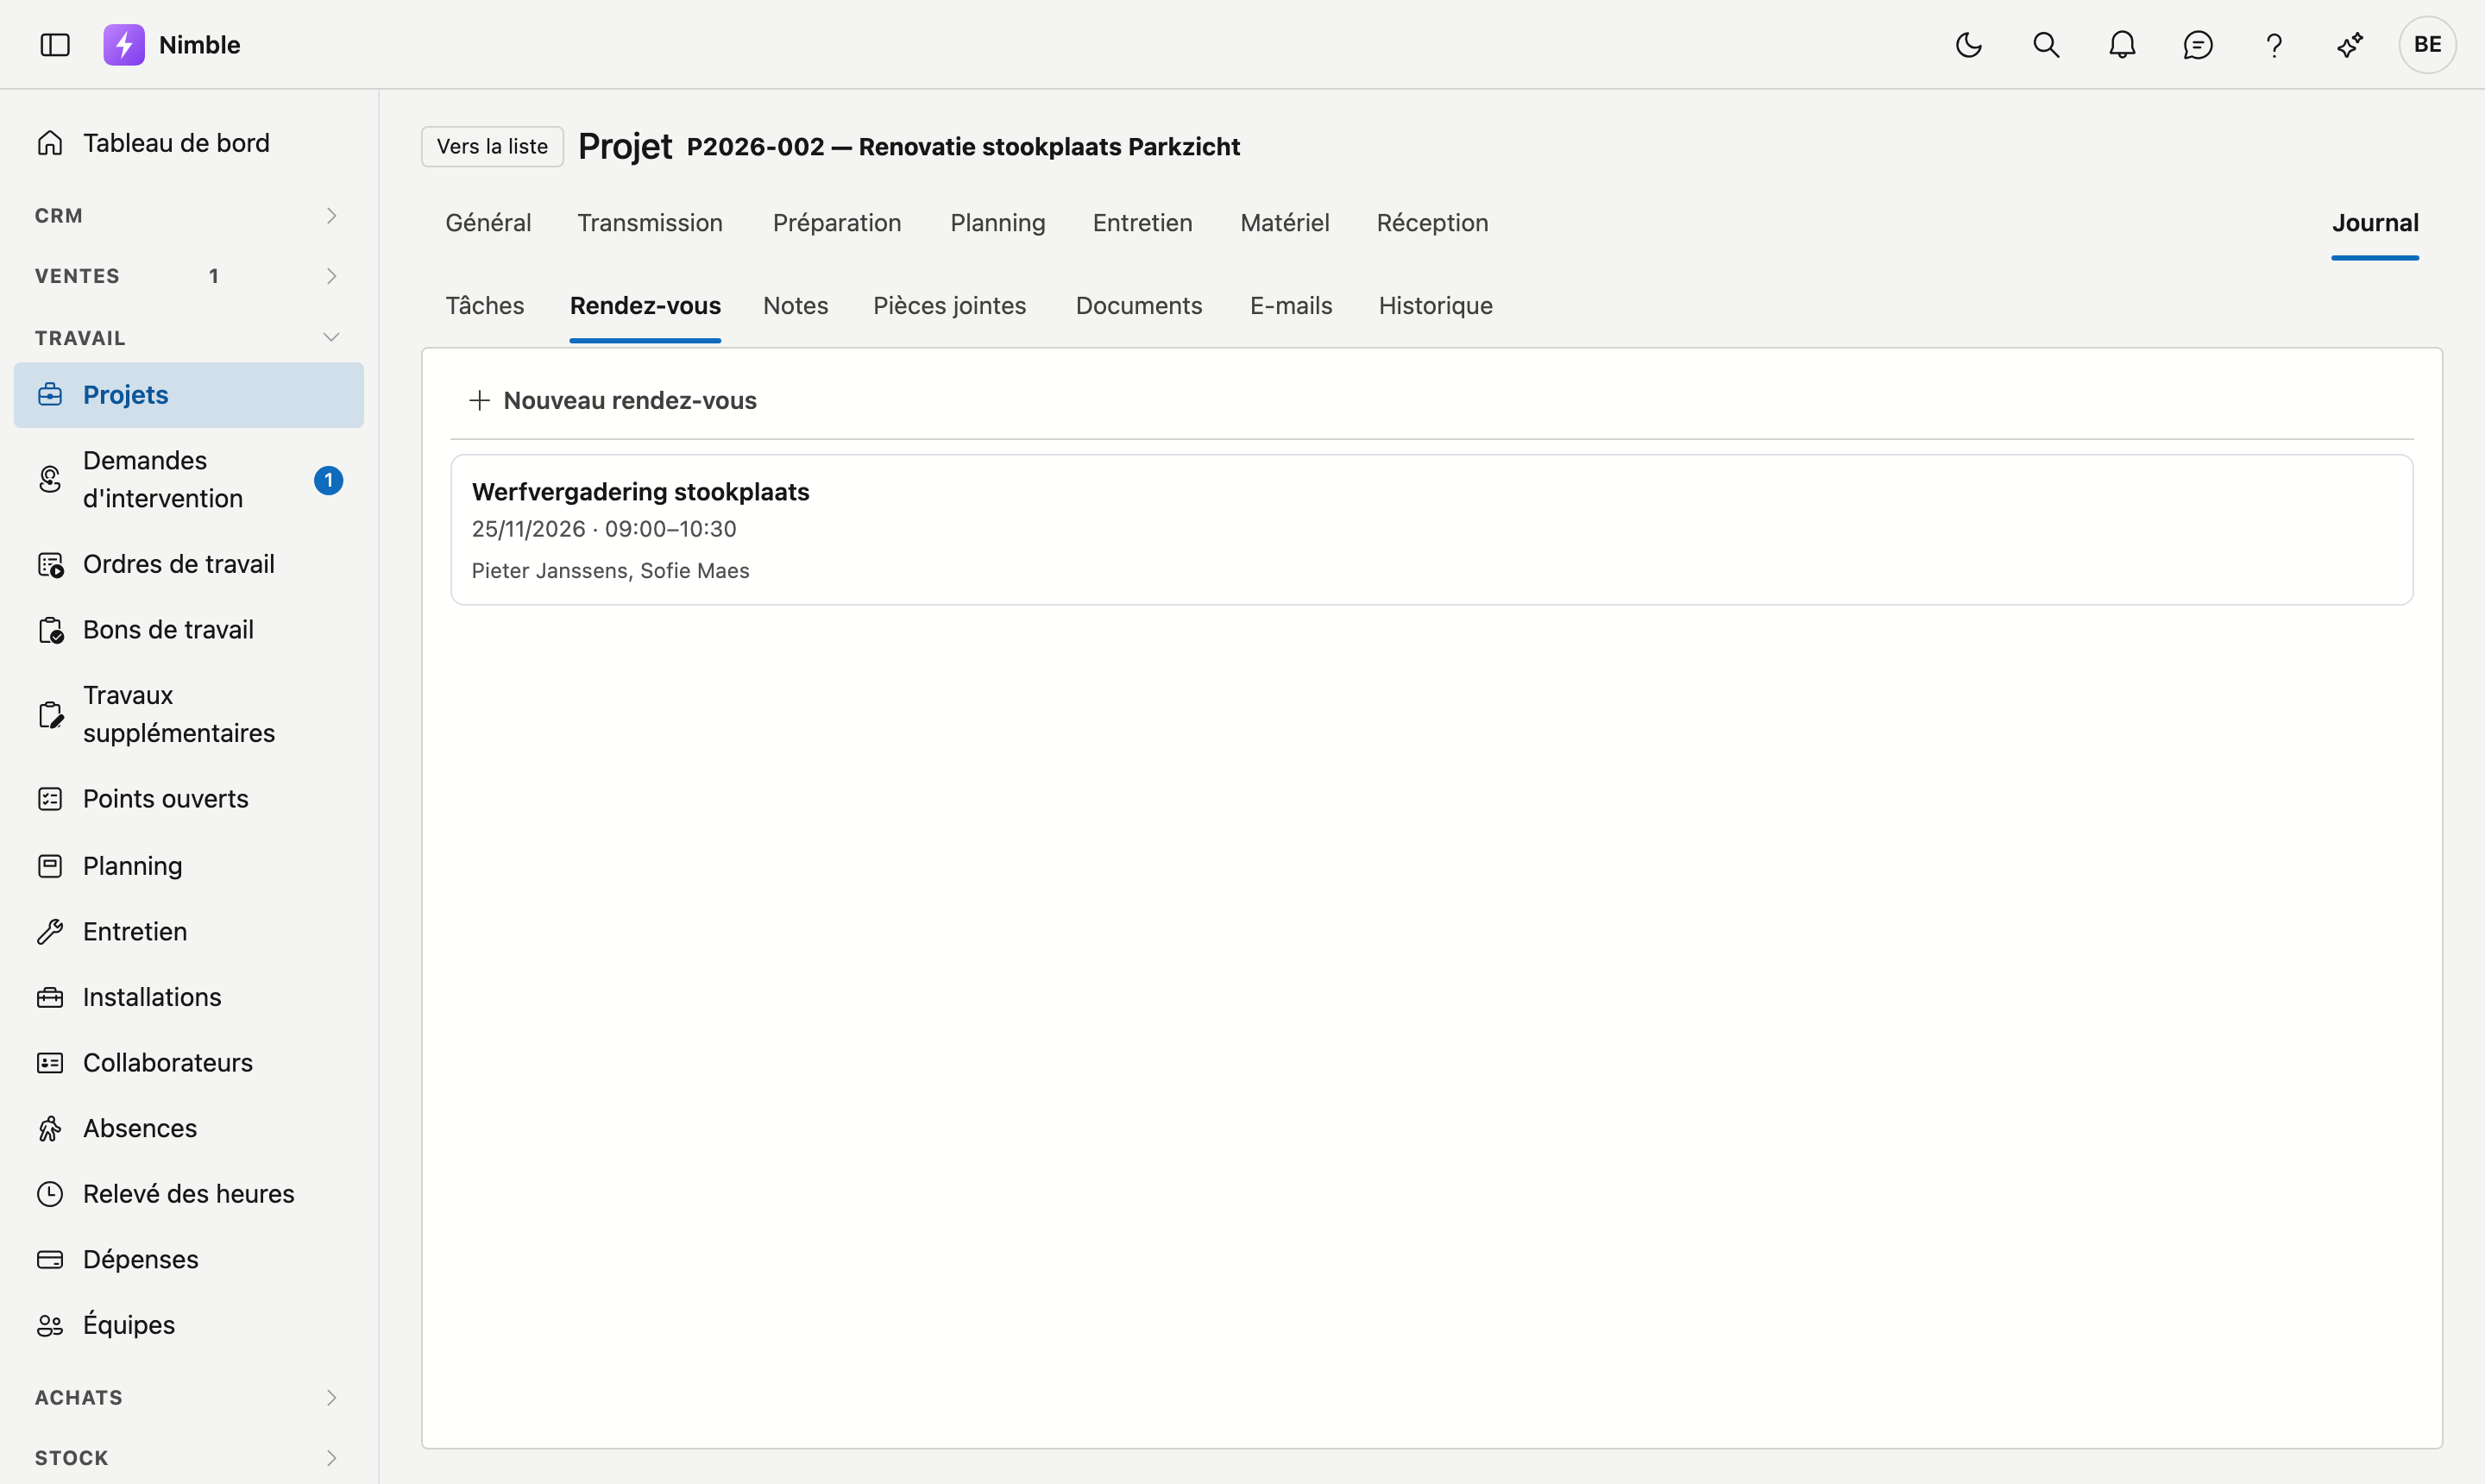 Nimble
BE
Tableau de bord
CRM
VENTES 1
TRAVAIL
Projets
Demandes
d'intervention
1
Ordres de travail
Bons de travail
Travaux
supplémentaires
Points ouverts
Planning
Entretien
Installations
Collaborateurs
Absences
Relevé des heures
Dépenses
Équipes
ACHATS
STOCK
Vers la liste Projet P2026-002 — Renovatie stookplaats Parkzicht
Général Transmission Préparation Planning Entretien Matériel Réception Journal
Tâches Rendez-vous Notes Pièces jointes Documents E-mails Historique
Nouveau rendez-vous
Werfvergadering stookplaats
25/11/2026 · 09:00–10:30
Pieter Janssens, Sofie Maes